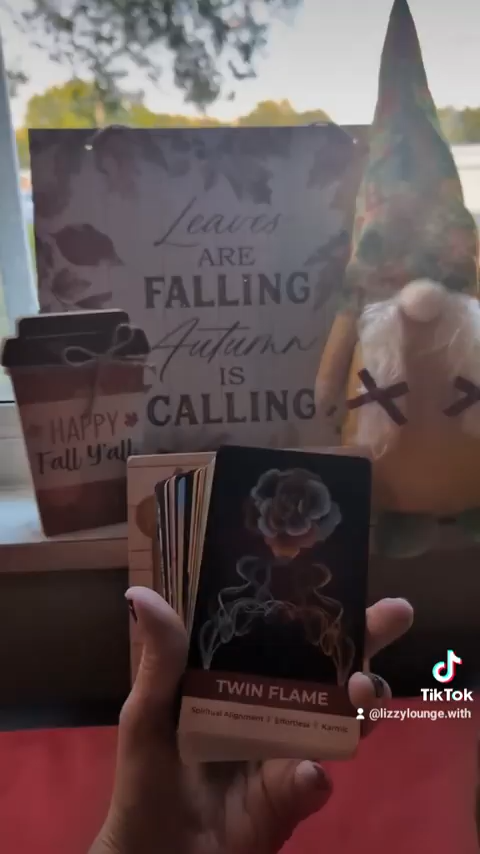 Leaves
ARE
FALLING
Autumn
IS
CALLING
HAPPY
Fall Y'all
TWIN FLAME
Spiritual Alignment | Effortless | Karmic
TikTok
@lizzylounge.with